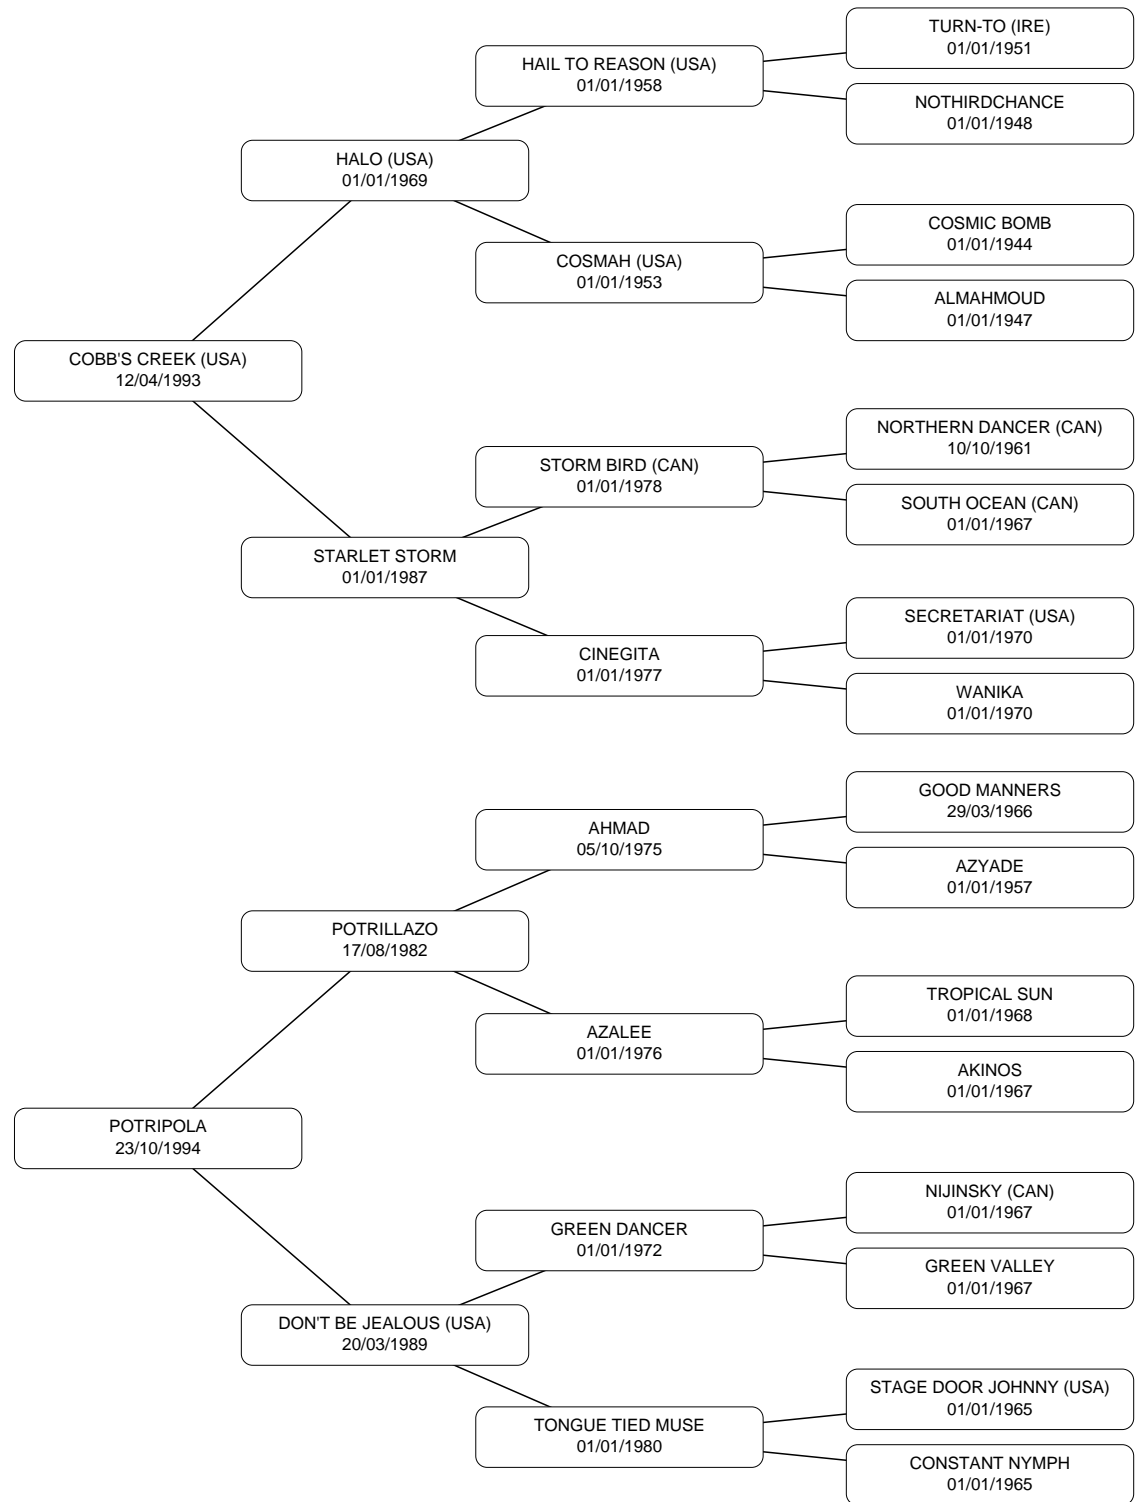 TURN-TO (IRE)
01/01/1951
HAIL TO REASON (USA)
01/01/1958
NOTHIRDCHANCE
01/01/1948
HALO (USA)
01/01/1969
COSMIC BOMB
01/01/1944
COSMAH (USA)
01/01/1953
ALMAHMOUD
01/01/1947
COBB'S CREEK (USA)
12/04/1993
NORTHERN DANCER (CAN)
10/10/1961
STORM BIRD (CAN)
01/01/1978
SOUTH OCEAN (CAN)
01/01/1967
STARLET STORM
01/01/1987
SECRETARIAT (USA)
01/01/1970
CINEGITA
01/01/1977
WANIKA
01/01/1970
GOOD MANNERS
29/03/1966
AHMAD
05/10/1975
AZYADE
01/01/1957
POTRILLAZO
17/08/1982
TROPICAL SUN
01/01/1968
AZALEE
01/01/1976
AKINOS
01/01/1967
POTRIPOLA
23/10/1994
NIJINSKY (CAN)
01/01/1967
GREEN DANCER
01/01/1972
GREEN VALLEY
01/01/1967
DON'T BE JEALOUS (USA)
20/03/1989
STAGE DOOR JOHNNY (USA)
01/01/1965
TONGUE TIED MUSE
01/01/1980
CONSTANT NYMPH
01/01/1965